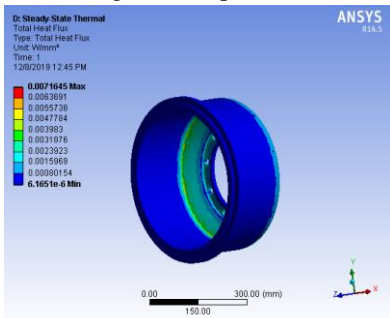 D: Steady-State Thermal
Total Heat Flux
Type: Total Heat Flux
Unit: W/mm²
Time: 1
12/8/2019 12:45 PM
0.0071645 Max
0.0063691
0.0055738
0.0047784
0.003983
0.0031876
0.0023923
0.0015969
0.00080154
6.1651e-6 Min
ANSYS
R14.5
0.00
300.00 (mm)
150.00
Y
Z
X